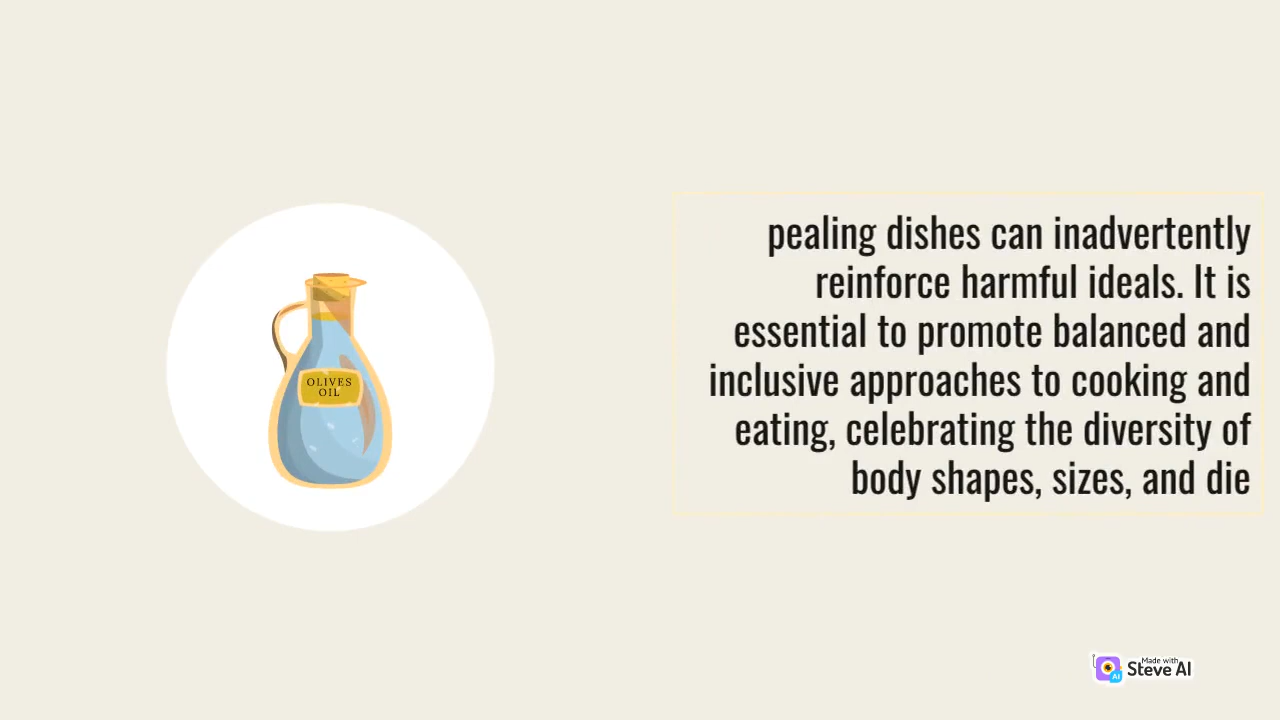 OLIVES
OIL
pealing dishes can inadvertently
reinforce harmful ideals. It is
essential to promote balanced and
inclusive approaches to cooking and
eating, celebrating the diversity of
body shapes, sizes, and die
Made with
Steve AI
AI